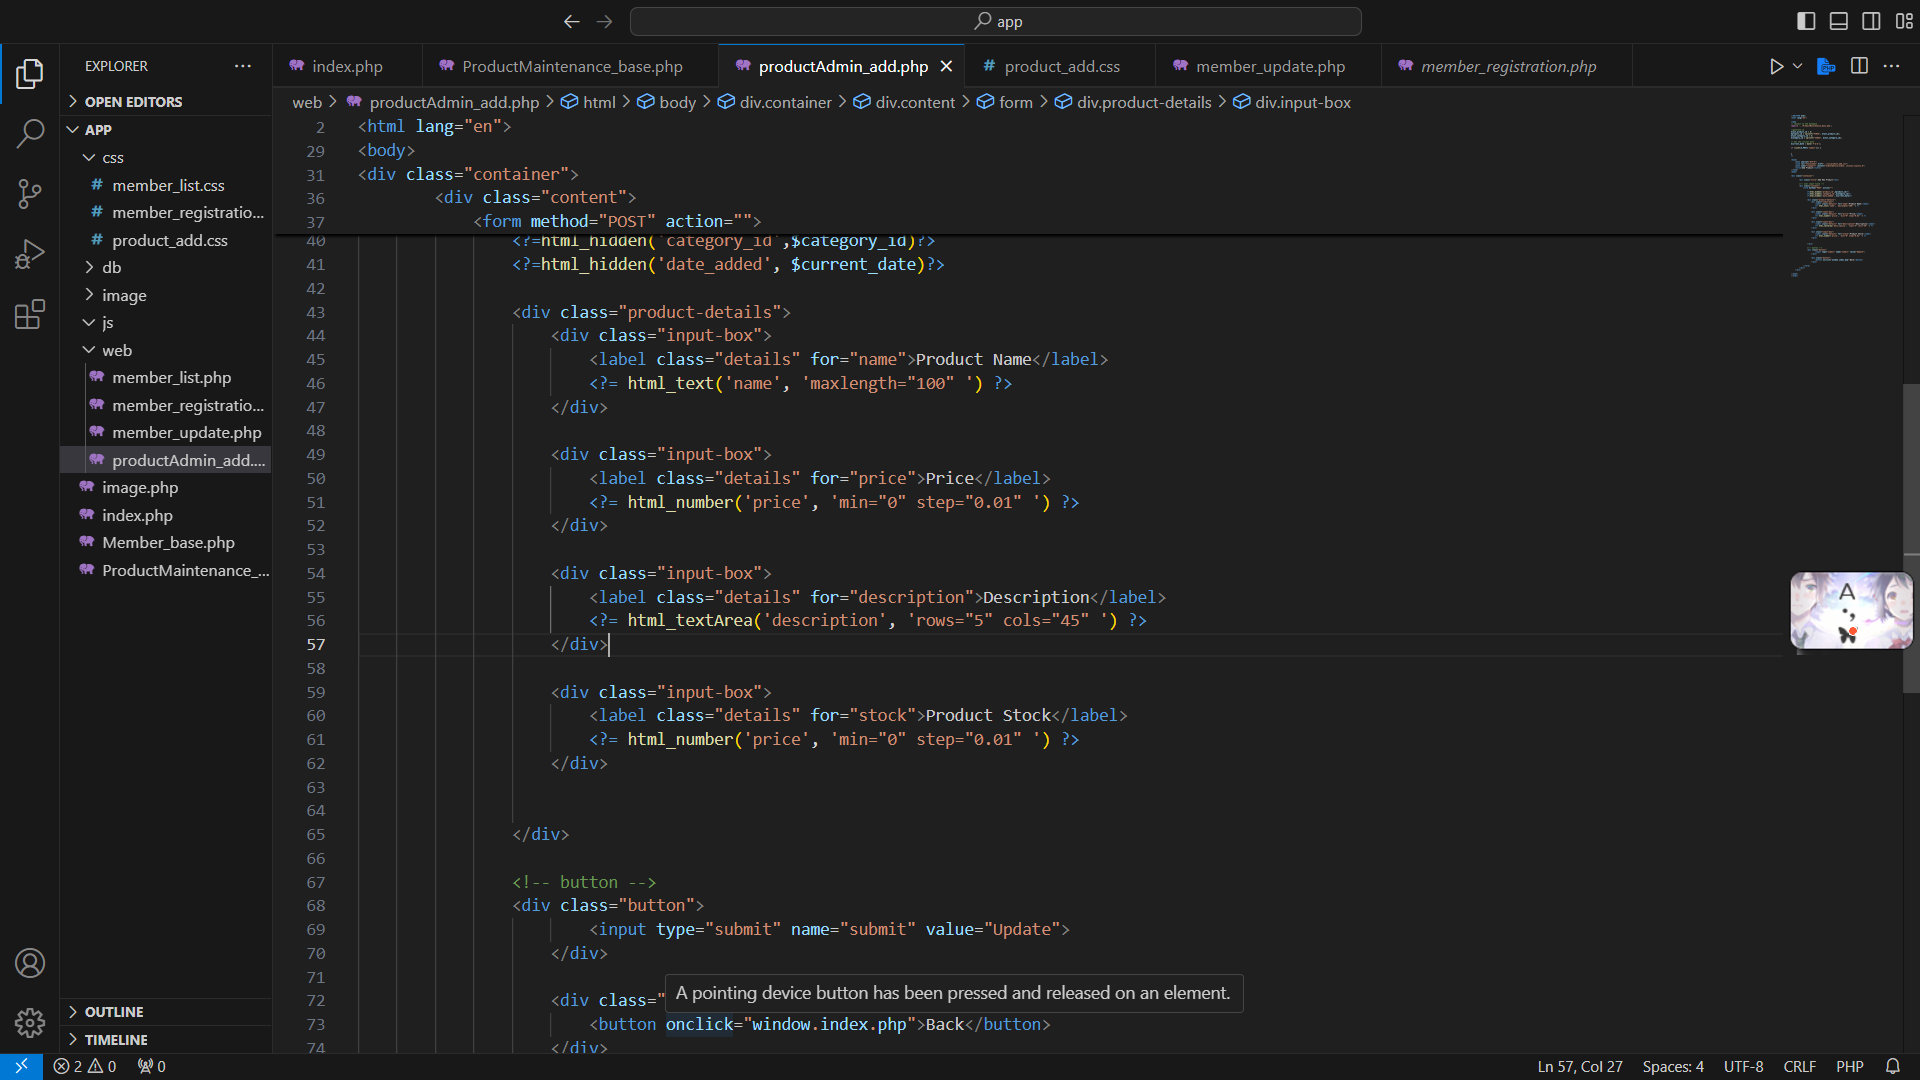 app
EXPLORER
OPEN EDITORS
APP
css
member_list.css
member_registratio...
product_add.css
db
image
js
web
member_list.php
member_registratio...
member_update.php
productAdmin_add....
image.php
index.php
Member_base.php
ProductMaintenance_...
OUTLINE
TIMELINE
index.php
ProductMaintenance_base.php
productAdmin_add.php
product_add.css
member_update.php
member_registration.php
web > productAdmin_add.php > html > body > div.container > div.content > form > div.product-details > div.input-box
2 <html lang="en">
29 <body>
31 <div class="container">
36 <div class="content">
37 <form method="POST" action="">
40 <?=html_hidden('category_id',$category_id)?>
41 <?=html_hidden('date_added', $current_date)?>
42
43 <div class="product-details">
44 <div class="input-box">
45 <label class="details" for="name">Product Name</label>
46 <?= html_text('name', 'maxlength="100" ') ?>
47 </div>
48
49 <div class="input-box">
50 <label class="details" for="price">Price</label>
51 <?= html_number('price', 'min="0" step="0.01" ') ?>
52 </div>
53
54 <div class="input-box">
55 <label class="details" for="description">Description</label>
56 <?= html_textArea('description', 'rows="5" cols="45" ') ?>
57 </div>
58
59 <div class="input-box">
60 <label class="details" for="stock">Product Stock</label>
61 <?= html_number('price', 'min="0" step="0.01" ') ?>
62 </div>
63
64
65 </div>
66
67 <!-- button -->
68 <div class="button">
69 <input type="submit" name="submit" value="Update">
70 </div>
71
A pointing device button has been pressed and released on an element.
72 <div class="
73 <button onclick="window.index.php">Back</button>
74 </div>
A
2 0
0
Ln 57, Col 27
Spaces: 4
UTF-8
CRLF
PHP